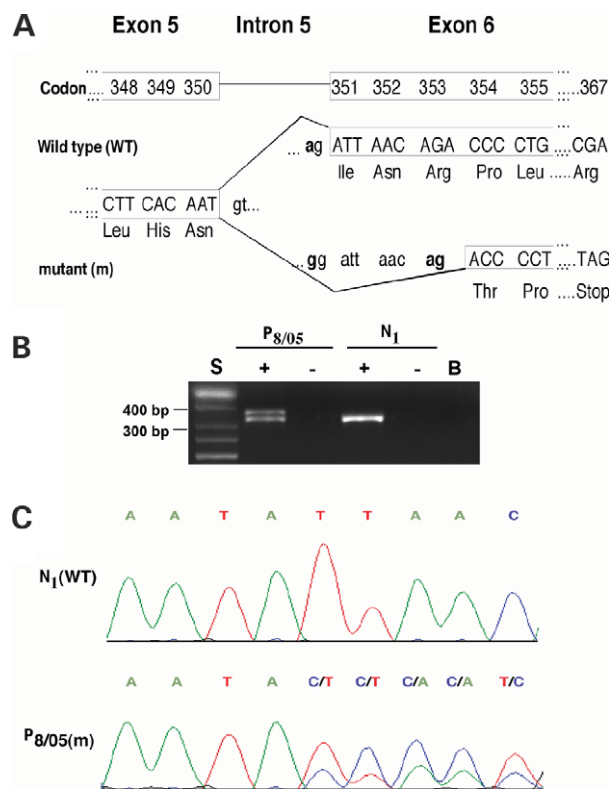 A
Exon 5 Intron 5 Exon 6
Codon .... 348 349 350 351 352 353 354 355 ....367
Wild type (WT) ... ag ATT AAC AGA CCC CTG .....CGA
Ile Asn Arg Pro Leu .....Arg
... CTT CAC AAT gt...
Leu His Asn
mutant (m) ...gg att aac ag ACC CCT ....TAG
Thr Pro .....Stop
B
P8/05 N1
S + - + - B
400 bp
300 bp
C
A A T A T T A A C
N1(WT)
A A T A C/T C/T C/A C/A T/C
P8/05(m)